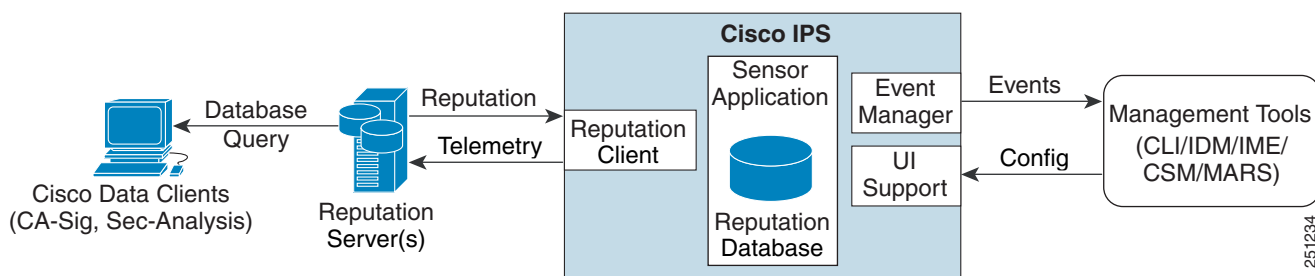 Cisco IPS
Database
Query
Cisco Data Clients
(CA-Sig, Sec-Analysis)
Reputation
Telemetry
Reputation
Server(s)
Reputation
Client
Sensor
Application
Reputation
Database
Event
Manager
UI
Support
Events
Config
Management Tools
(CLI/IDM/IME/
CSM/MARS)
251234